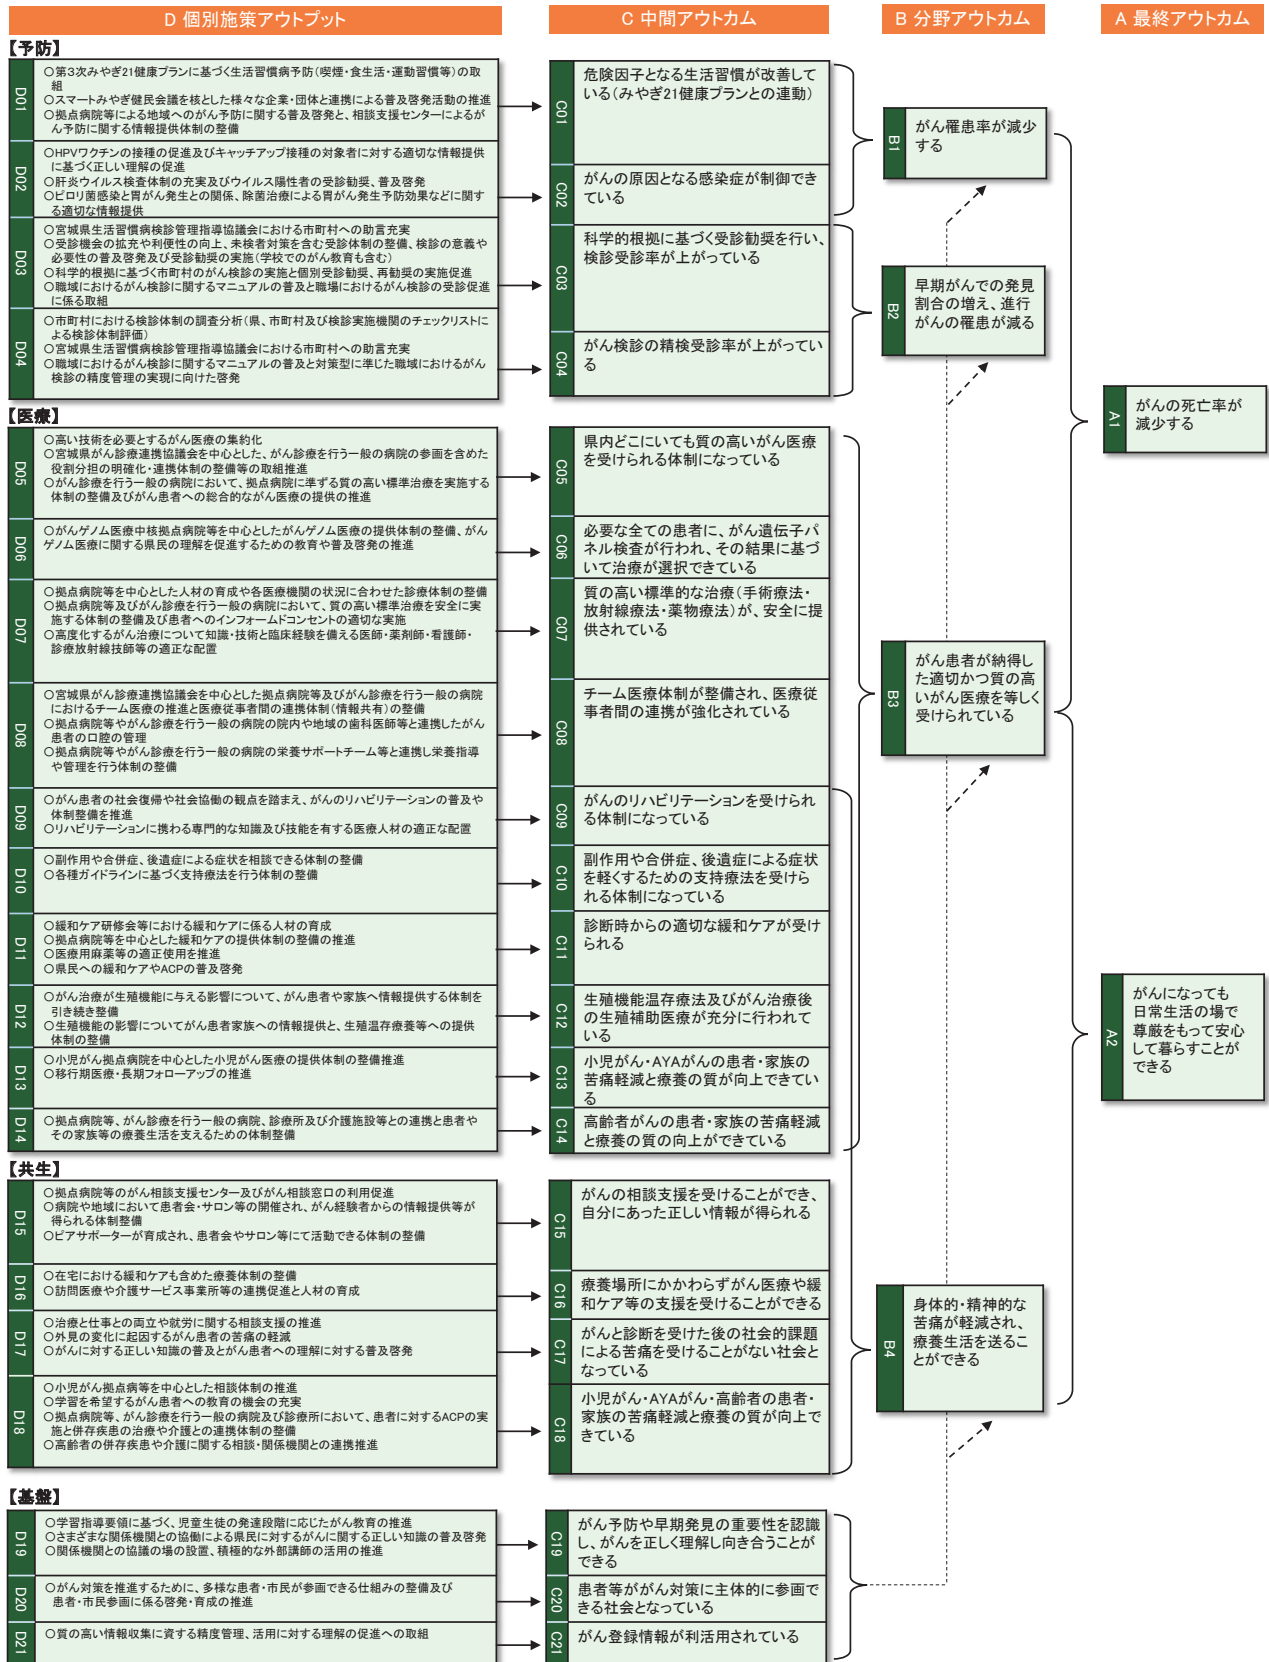 D 個別施策アウトプット
C 中間アウトカム
B 分野アウトカム
A 最終アウトカム
【予防】
D01
○第3次みやぎ21健康プランに基づく生活習慣病予防(喫煙・食生活・運動習慣等)の取
組
○スマートみやぎ健民会議を核とした様々な企業・団体と連携による普及啓発活動の推進
○拠点病院等による地域へのがん予防に関する普及啓発と、相談支援センターによるが
ん予防に関する情報提供体制の整備
C01
危険因子となる生活習慣が改善して
いる(みやぎ21健康プランとの連動)
D02
○HPVワクチンの接種の促進及びキャッチアップ接種の対象者に対する適切な情報提供
に基づく正しい理解の促進
○肝炎ウイルス検査体制の充実及びウイルス陽性者の受診勧奨、普及啓発
○ピロリ菌感染と胃がん発生との関係、除菌治療による胃がん発生予防効果などに関す
る適切な情報提供
C02
がんの原因となる感染症が制御でき
ている
B1
がん罹患率が減少
する
D03
○宮城県生活習慣病検診管理指導協議会における市町村への助言充実
○受診機会の拡充や利便性の向上、未検者対策を含む受診体制の整備、検診の意義や
必要性の普及啓発及び受診勧奨の実施(学校でのがん教育も含む)
○科学的根拠に基づく市町村のがん検診の実施と個別受診勧奨、再勧奨の実施促進
○職域におけるがん検診に関するマニュアルの普及と職場におけるがん検診の受診促進
に係る取組
C03
科学的根拠に基づく受診勧奨を行い、
検診受診率が上がっている
D04
○市町村における検診体制の調査分析(県、市町村及び検診実施機関のチェックリストに
よる検診体制評価)
○宮城県生活習慣病検診管理指導協議会における市町村への助言充実
○職域におけるがん検診に関するマニュアルの普及と対策型に準じた職域におけるがん
検診の精度管理の実現に向けた啓発
C04
がん検診の精検受診率が上がってい
る
B2
早期がんでの発見
割合の増え、進行
がんの罹患が減る
A1
がんの死亡率が
減少する
【医療】
D05
○高い技術を必要とするがん医療の集約化
○宮城県がん診療連携協議会を中心とした、がん診療を行う一般の病院の参画を含めた
役割分担の明確化・連携体制の整備等の取組推進
○がん診療を行う一般の病院において、拠点病院に準ずる質の高い標準治療を実施する
体制の整備及びがん患者への総合的ながん医療の提供の推進
C05
県内どこにいても質の高いがん医療
を受けられる体制になっている
D06
○がんゲノム医療中核拠点病院等を中心としたがんゲノム医療の提供体制の整備、がん
ゲノム医療に関する県民の理解を促進するための教育や普及啓発の推進
C06
必要な全ての患者に、がん遺伝子パ
ネル検査が行われ、その結果に基づ
いて治療が選択できている
D07
○拠点病院等を中心とした人材の育成や各医療機関の状況に合わせた診療体制の整備
○拠点病院等及びがん診療を行う一般の病院において、質の高い標準治療を安全に実
施する体制の整備及び患者へのインフォームドコンセントの適切な実施
○高度化するがん治療について知識・技術と臨床経験を備える医師・薬剤師・看護師・
診療放射線技師等の適正な配置
C07
質の高い標準的な治療(手術療法・
放射線療法・薬物療法)が、安全に提
供されている
D08
○宮城県がん診療連携協議会を中心とした拠点病院等及びがん診療を行う一般の病院
におけるチーム医療の推進と医療従事者間の連携体制(情報共有)の整備
○拠点病院等やがん診療を行う一般の病院の院内や地域の歯科医師等と連携したがん
患者の口腔の管理
○拠点病院等やがん診療を行う一般の病院の栄養サポートチーム等と連携し栄養指導
や管理を行う体制の整備
C08
チーム医療体制が整備され、医療従
事者間の連携が強化されている
B3
がん患者が納得し
た適切かつ質の高
いがん医療を等しく
受けられている
D09
○がん患者の社会復帰や社会協働の観点を踏まえ、がんのリハビリテーションの普及や
体制整備を推進
○リハビリテーションに携わる専門的な知識及び技能を有する医療人材の適正な配置
C09
がんのリハビリテーションを受けられ
る体制になっている
D10
○副作用や合併症、後遺症による症状を相談できる体制の整備
○各種ガイドラインに基づく支持療法を行う体制の整備
C10
副作用や合併症、後遺症による症状
を軽くするための支持療法を受けら
れる体制になっている
D11
○緩和ケア研修会等における緩和ケアに係る人材の育成
○拠点病院等を中心とした緩和ケアの提供体制の整備の推進
○医療用麻薬等の適正使用を推進
○県民への緩和ケアやACPの普及啓発
C11
診断時からの適切な緩和ケアが受け
られる
D12
○がん治療が生殖機能に与える影響について、がん患者や家族へ情報提供する体制を
引き続き整備
○生殖機能の影響についてがん患者家族への情報提供と、生殖温存療養等への提供
体制の整備
C12
生殖機能温存療法及びがん治療後
の生殖補助医療が充分に行われて
いる
A2
がんになっても
日常生活の場で
尊厳をもって安心
して暮らすことが
できる
D13
○小児がん拠点病院を中心とした小児がん医療の提供体制の整備推進
○移行期医療・長期フォローアップの推進
C13
小児がん・AYAがんの患者・家族の
苦痛軽減と療養の質が向上できてい
る
D14
○拠点病院等、がん診療を行う一般の病院、診療所及び介護施設等との連携と患者や
その家族等の療養生活を支えるための体制整備
C14
高齢者がんの患者・家族の苦痛軽減
と療養の質の向上ができている
【共生】
D15
○拠点病院等のがん相談支援センター及びがん相談窓口の利用促進
○病院や地域において患者会・サロン等の開催され、がん経験者からの情報提供等が
得られる体制整備
○ピアサポーターが育成され、患者会やサロン等にて活動できる体制の整備
C15
がんの相談支援を受けることができ、
自分にあった正しい情報が得られる
D16
○在宅における緩和ケアも含めた療養体制の整備
○訪問医療や介護サービス事業所等の連携促進と人材の育成
C16
療養場所にかかわらずがん医療や緩
和ケア等の支援を受けることができる
D17
○治療と仕事との両立や就労に関する相談支援の推進
○外見の変化に起因するがん患者の苦痛の軽減
○がんに対する正しい知識の普及とがん患者への理解に対する普及啓発
C17
がんと診断を受けた後の社会的課題
による苦痛を受けることがない社会と
なっている
B4
身体的・精神的な
苦痛が軽減され、
療養生活を送るこ
とができる
D18
○小児がん拠点病等を中心とした相談体制の推進
○学習を希望するがん患者への教育の機会の充実
○拠点病院等、がん診療を行う一般の病院及び診療所において、患者に対するACPの実
施と併存疾患の治療や介護との連携体制の整備
○高齢者の併存疾患や介護に関する相談・関係機関との連携推進
C18
小児がん・AYAがん・高齢者の患者・
家族の苦痛軽減と療養の質が向上で
きている
【基盤】
D19
○学習指導要領に基づく、児童生徒の発達段階に応じたがん教育の推進
○さまざまな関係機関との協働による県民に対するがんに関する正しい知識の普及啓発
○関係機関との協議の場の設置、積極的な外部講師の活用の推進
C19
がん予防や早期発見の重要性を認識
し、がんを正しく理解し向き合うことが
できる
D20
○がん対策を推進するために、多様な患者・市民が参画できる仕組みの整備及び
患者・市民参画に係る啓発・育成の推進
C20
患者等ががん対策に主体的に参画で
きる社会となっている
D21
○質の高い情報収集に資する精度管理、活用に対する理解の促進への取組
C21
がん登録情報が利活用されている